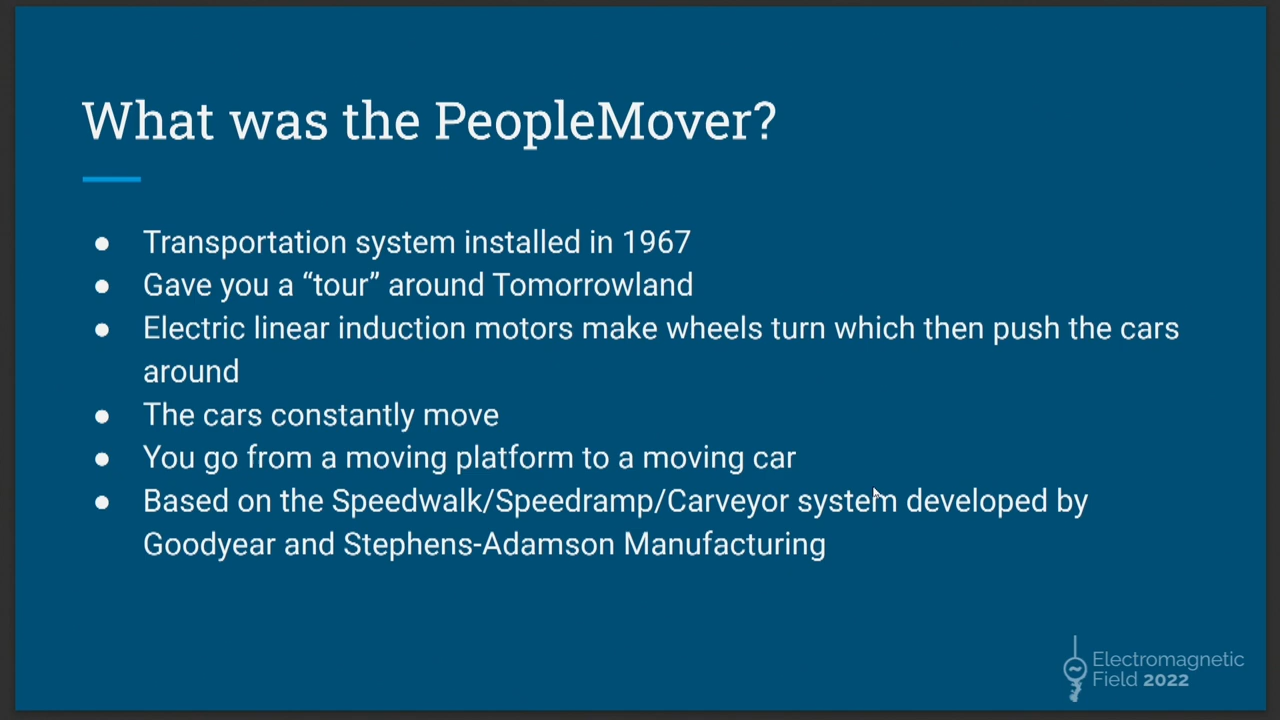 What was the PeopleMover?
● Transportation system installed in 1967
● Gave you a “tour” around Tomorrowland
● Electric linear induction motors make wheels turn which then push the cars
around
● The cars constantly move
● You go from a moving platform to a moving car
● Based on the Speedwalk/Speedramp/Carveyor system developed by
Goodyear and Stephens-Adamson Manufacturing
Electromagnetic
Field 2022